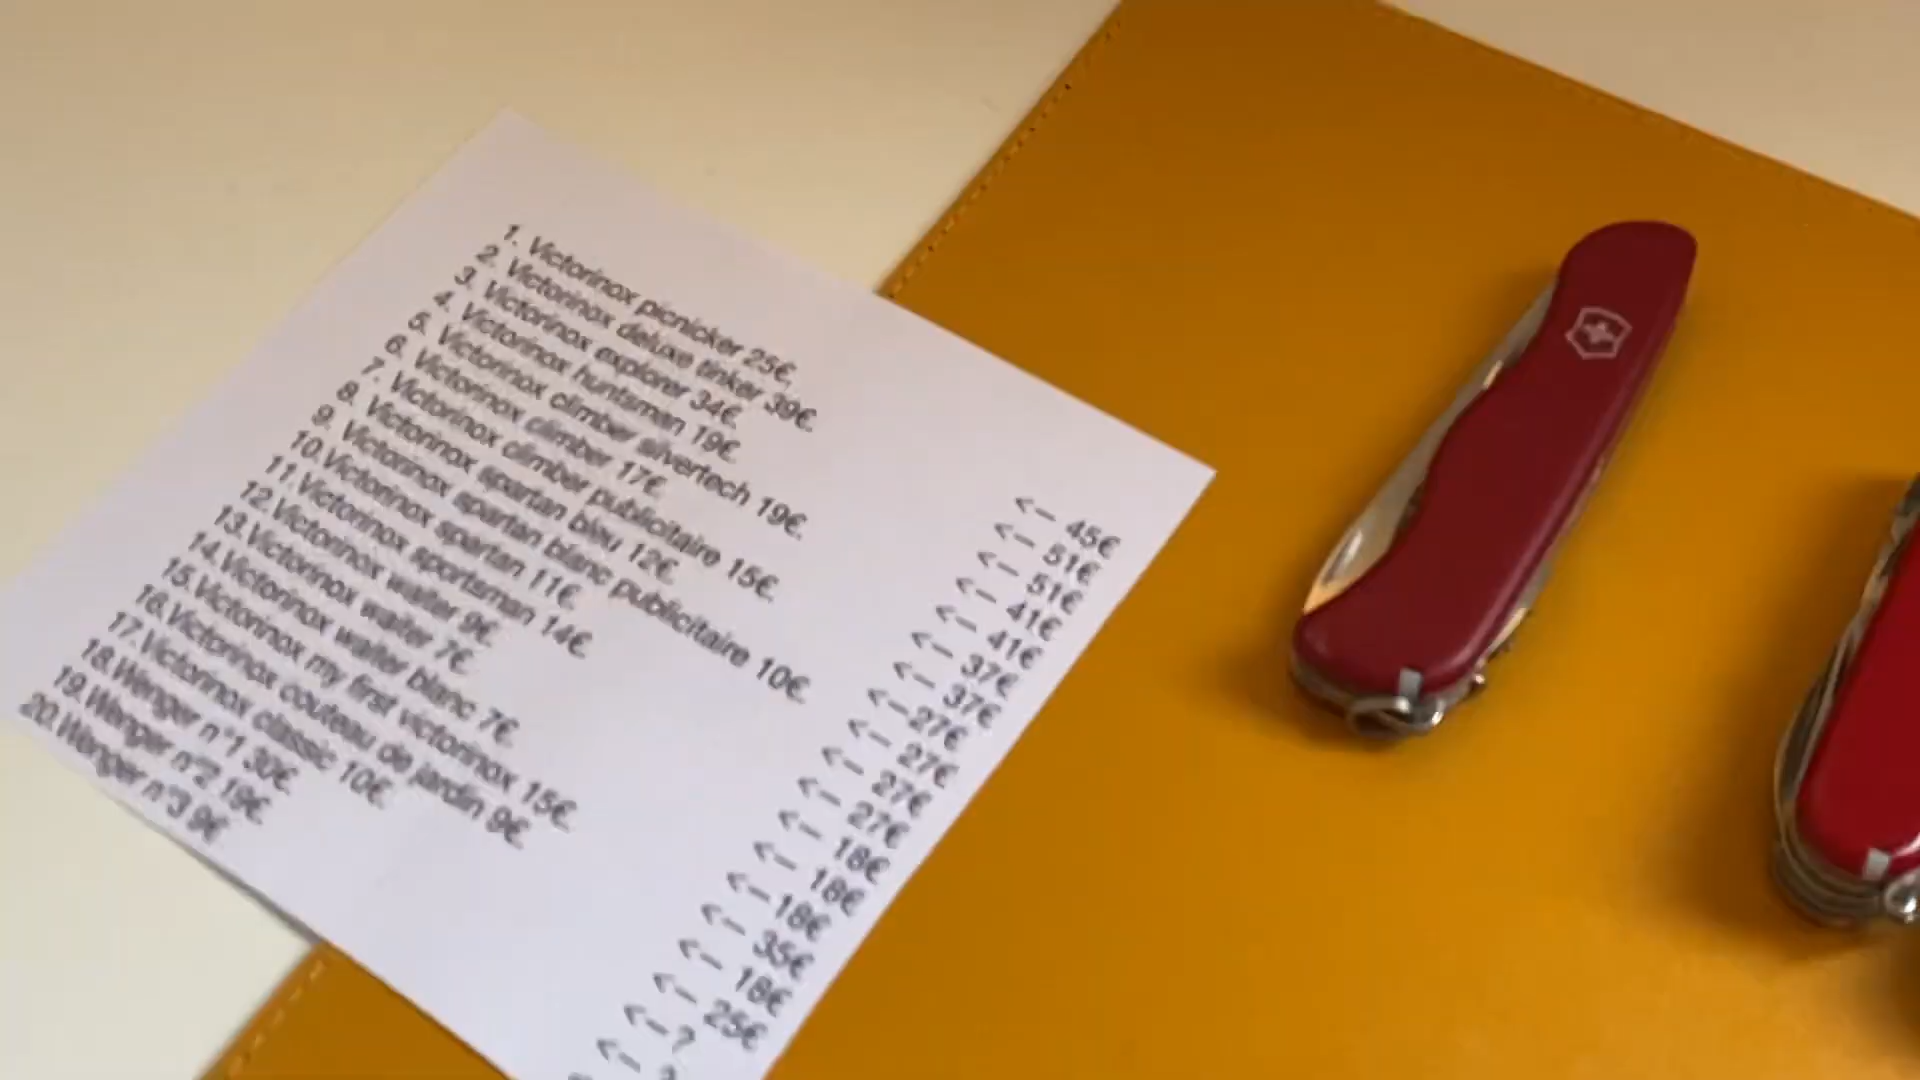 1. Victorinox picnicker 25€. <-- 45€
2. Victorinox deluxe tinker 39€. <-- 51€
3. Victorinox explorer 34€. <-- 51€
4. Victorinox huntsman 19€. <-- 41€
5. Victorinox climber silvertech 19€. <-- 41€
6. Victorinox climber 17€. <-- 37€
7. Victorinox climber publicitaire 15€. <-- 37€
8. Victorinox spartan bleu 12€. <-- 27€
9. Victorinox spartan blanc publicitaire 10€. <-- 27€
10. Victorinox spartan 11€. <-- 27€
11. Victorinox sportsman 14€. <-- 27€
12. Victorinox waiter 9€. <-- 18€
13. Victorinox waiter 7€. <-- 18€
14. Victorinox waiter blanc 7€. <-- 18€
15. Victorinox my first victorinox 15€. <-- 35€
16. Victorinox couteau de jardin 9€. <-- 18€
17. Victorinox classic 10€. <-- 25€
18. Wenger n°1 30€. <-- ?
19. Wenger n°2 19€. <-- ?
20. Wenger n°3 9€.